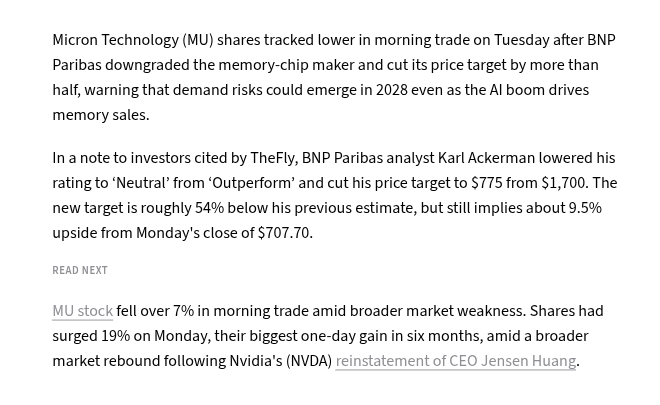 Micron Technology (MU) shares tracked lower in morning trade on Tuesday after BNP
Paribas downgraded the memory-chip maker and cut its price target by more than
half, warning that demand risks could emerge in 2028 even as the AI boom drives
memory sales.
In a note to investors cited by TheFly, BNP Paribas analyst Karl Ackerman lowered his
rating to ‘Neutral’ from ‘Outperform’ and cut his price target to $775 from $1,700. The
new target is roughly 54% below his previous estimate, but still implies about 9.5%
upside from Monday's close of $707.70.
READ NEXT
MU stock fell over 7% in morning trade amid broader market weakness. Shares had
surged 19% on Monday, their biggest one-day gain in six months, amid a broader
market rebound following Nvidia's (NVDA) reinstatement of CEO Jensen Huang.